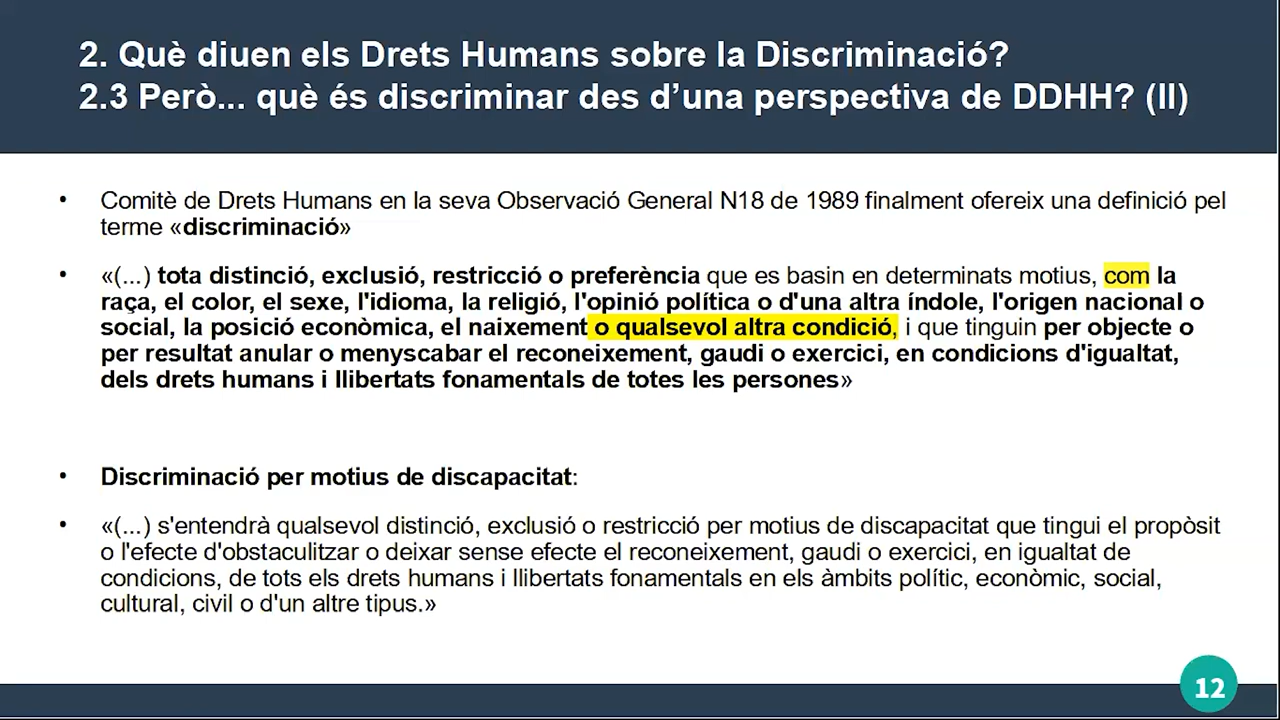 2. Què diuen els Drets Humans sobre la Discriminació?
2.3 Però... què és discriminar des d’una perspectiva de DDHH? (II)
• Comitè de Drets Humans en la seva Observació General N18 de 1989 finalment ofereix una definició pel
terme «discriminació»
• «(...) tota distinció, exclusió, restricció o preferència que es basin en determinats motius, com la
raça, el color, el sexe, l'idioma, la religió, l'opinió política o d'una altra índole, l'origen nacional o
social, la posició econòmica, el naixement o qualsevol altra condició, i que tinguin per objecte o
per resultat anular o menyscabar el reconeixement, gaudi o exercici, en condicions d'igualtat,
dels drets humans i llibertats fonamentals de totes les persones»
• Discriminació per motius de discapacitat:
• «(...) s'entendrà qualsevol distinció, exclusió o restricció per motius de discapacitat que tingui el propòsit
o l'efecte d'obstaculitzar o deixar sense efecte el reconeixement, gaudi o exercici, en igualtat de
condicions, de tots els drets humans i llibertats fonamentals en els àmbits polític, econòmic, social,
cultural, civil o d'un altre tipus.»
12